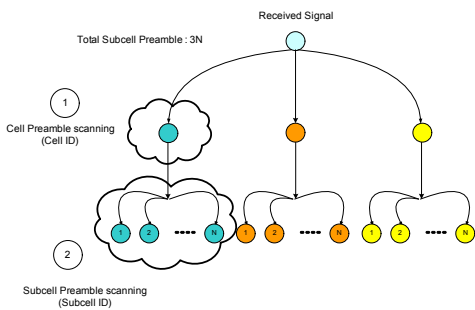 Received Signal
Total Subcell Preamble : 3N
1
Cell Preamble scanning
(Cell ID)
1 2 N 1 2 N 1 2 N
2
Subcell Preamble scanning
(Subcell ID)